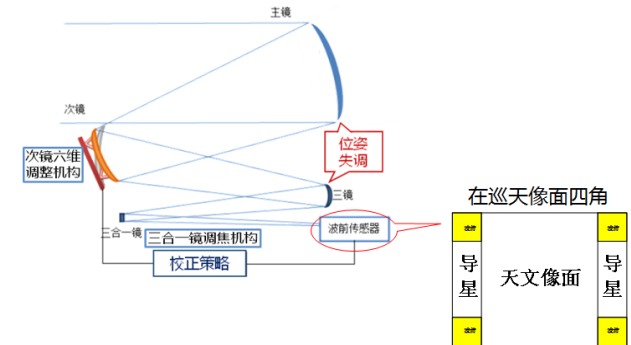 主镜
次镜
位姿
失调
次镜六维
调整机构
三镜
在巡天像面四角
三合一镜
三合一镜调焦机构
波前传感器
校正策略
导
星
天文像面
导
星